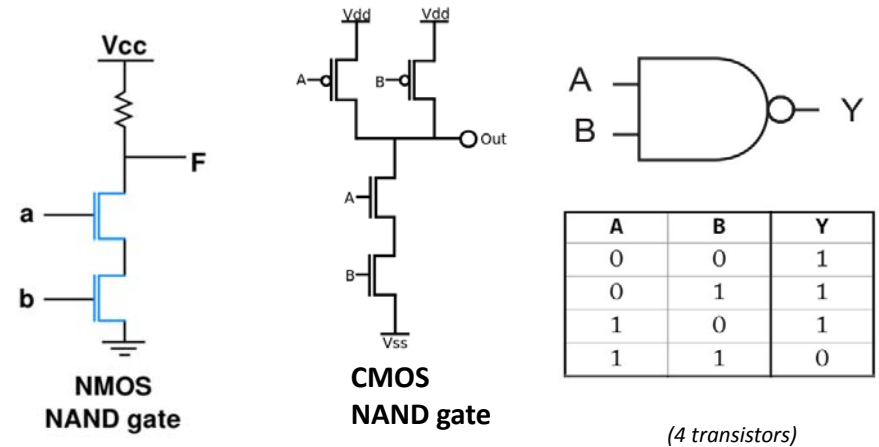 Vcc
F
a
b
NMOS
NAND gate
Vdd Vdd
A B
Out
A
B
Vss
CMOS
NAND gate
A
B
Y
A B Y
0 0 1
0 1 1
1 0 1
1 1 0
(4 transistors)